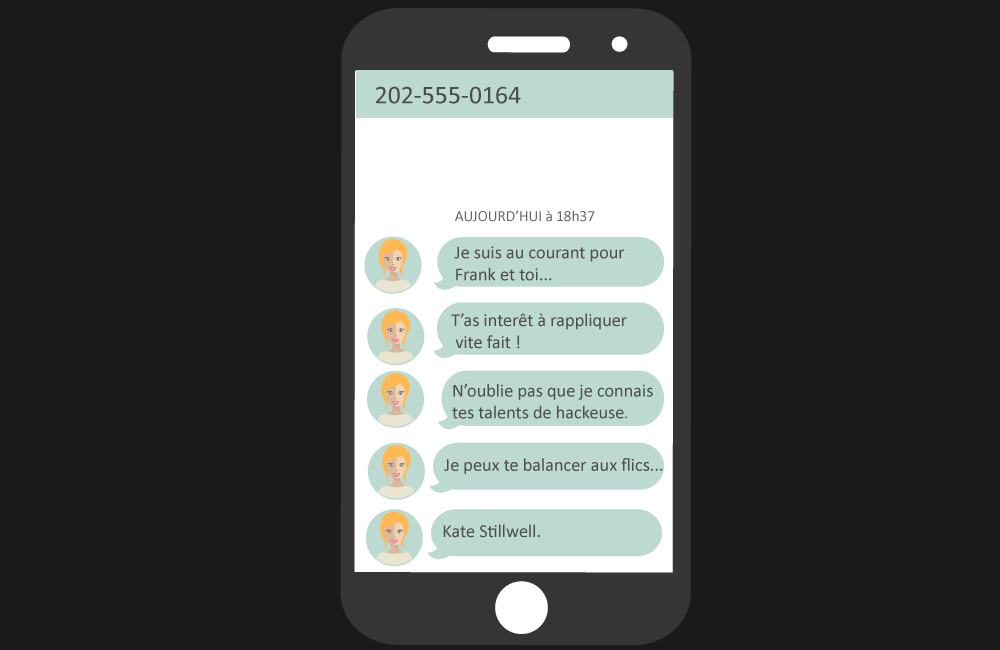 202-555-0164
AUJOURD’HUI à 18h37
Je suis au courant pour
Frank et toi...
T’as interêt à rappliquer
vite fait !
N’oublie pas que je connais
tes talents de hackeuse.
Je peux te balancer aux flics...
Kate Stillwell.